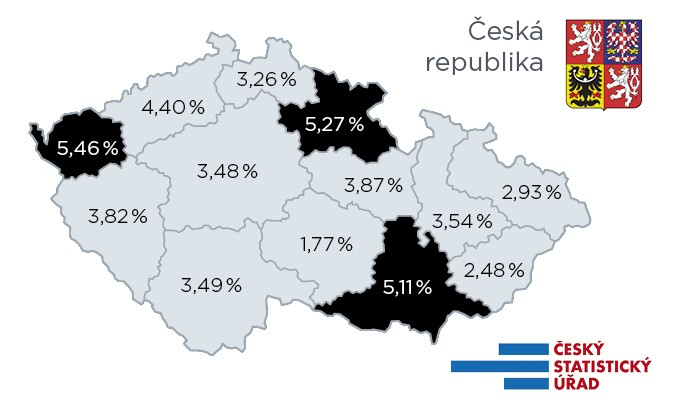 Česká
republika
3,26 %
4,40 %
5,27 %
5,46 %
3,48 %
3,87 %
2,93 %
3,82 %
3,54 %
1,77 %
2,48 %
3,49 %
5,11 %
ČESKÝ
STATISTICKÝ
ÚŘAD